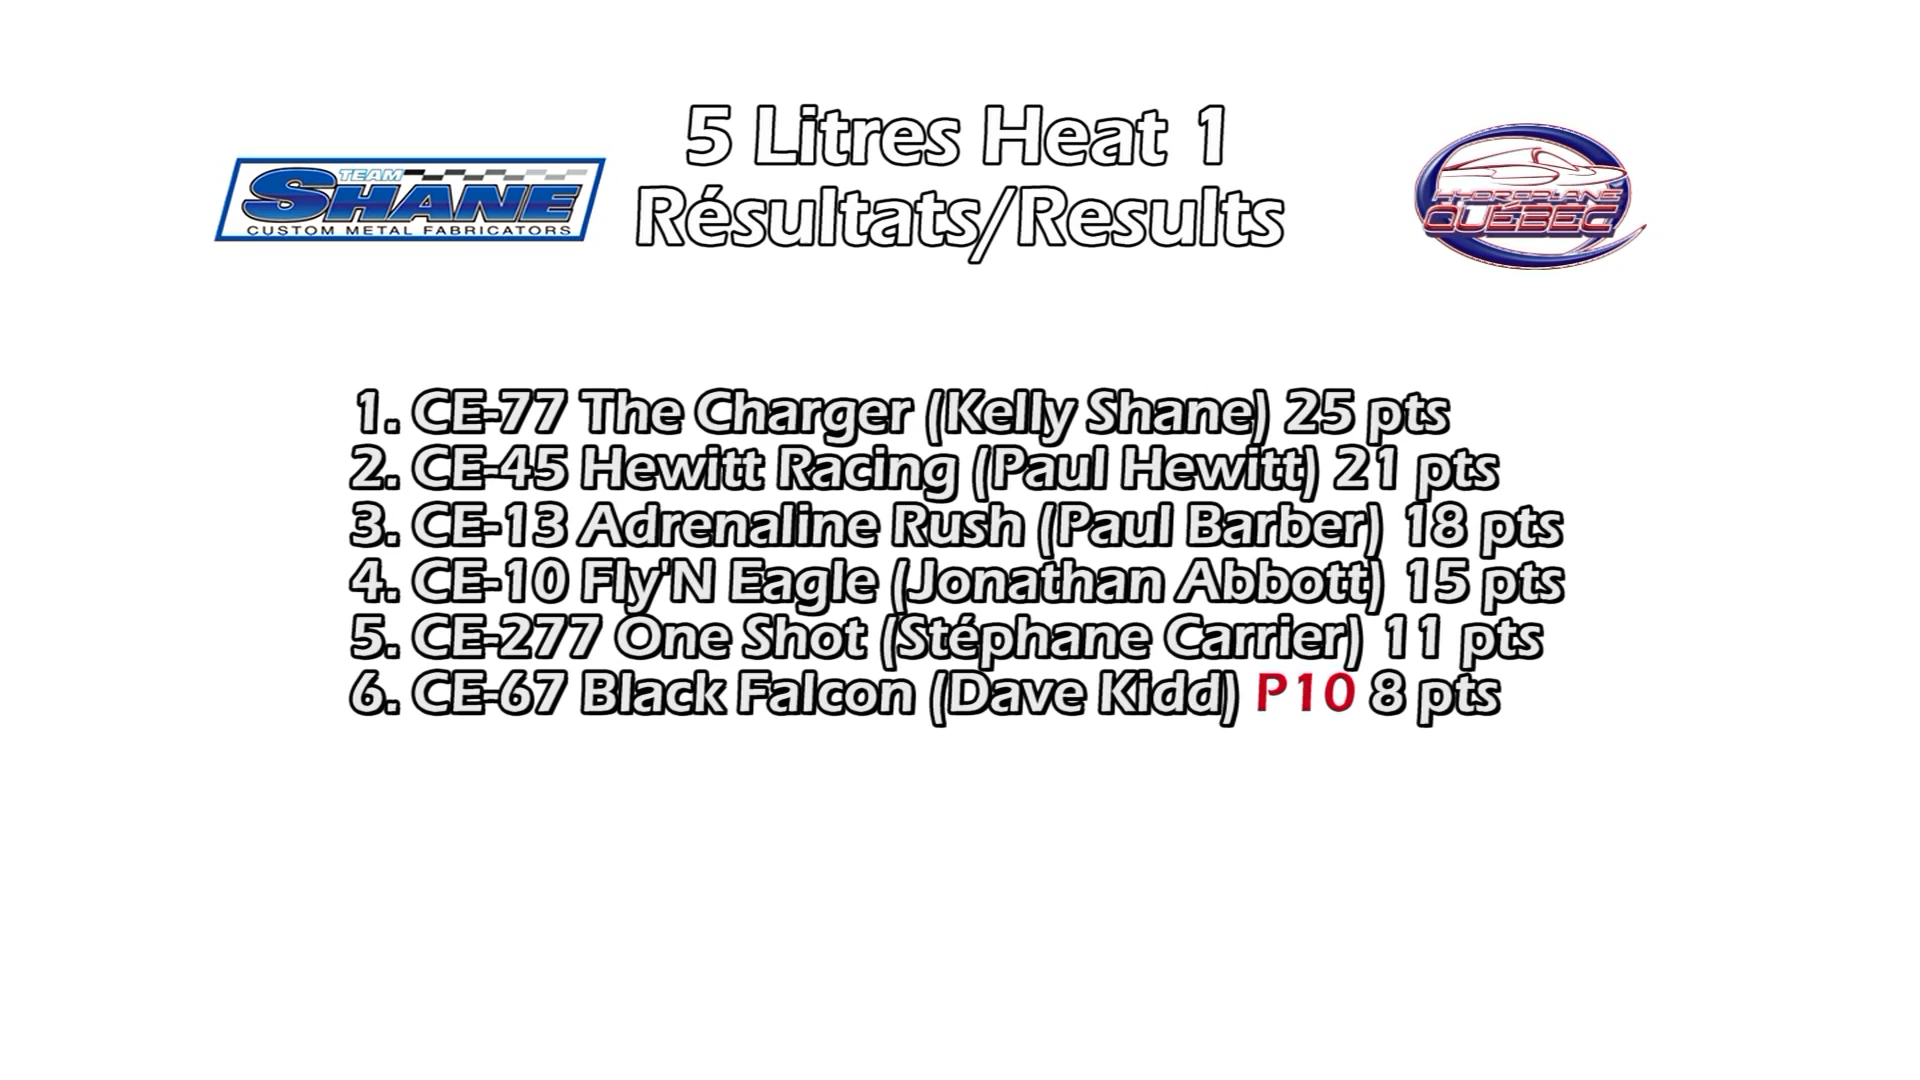 5 Litres Heat 1
Résultats/Results
TEAM
SHANE
CUSTOM METAL FABRICATORS
HYDROPLANE
QUÉBEC
1. CE-77 The Charger (Kelly Shane) 25 pts
2. CE-45 Hewitt Racing (Paul Hewitt) 21 pts
3. CE-13 Adrenaline Rush (Paul Barber) 18 pts
4. CE-10 Fly'N Eagle (Jonathan Abbott) 15 pts
5. CE-277 One Shot (Stéphane Carrier) 11 pts
6. CE-67 Black Falcon (Dave Kidd) P10 8 pts